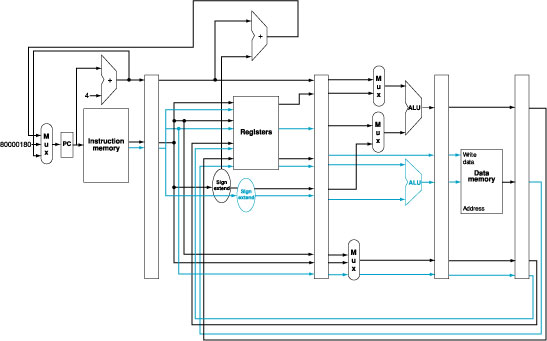 +
+
4
M
u
x
80000180
PC
Instruction
memory
Registers
Sign
extend
Sign
extend
M
u
x
M
u
x
ALU
ALU
M
u
x
Write
data
Data
memory
Address